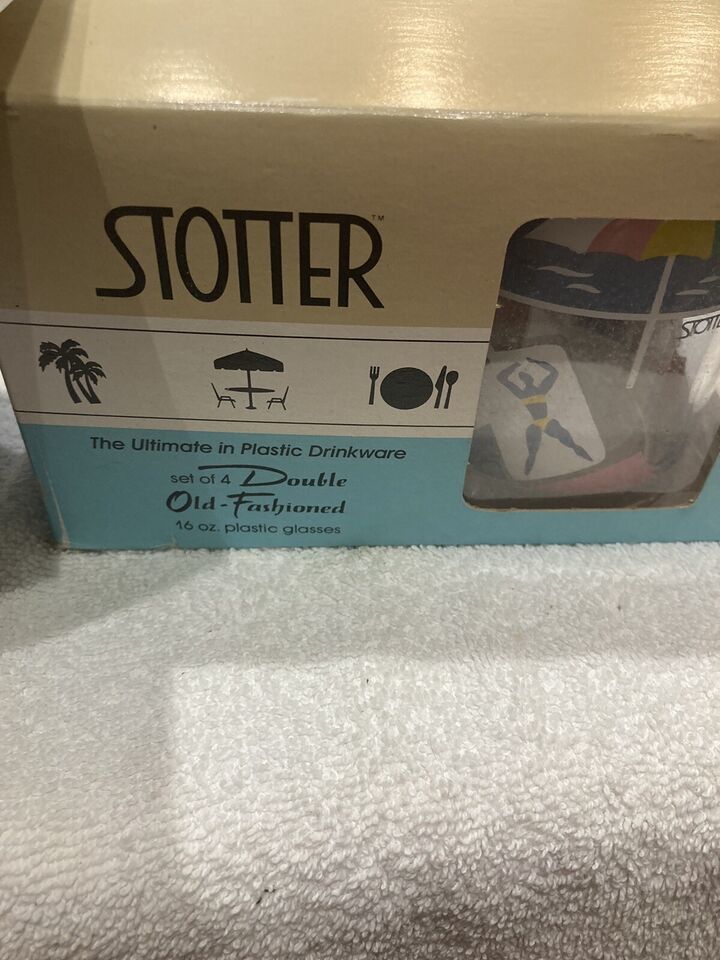 STOTTER™
The Ultimate in Plastic Drinkware
set of 4 Double
Old-Fashioned
16 oz. plastic glasses